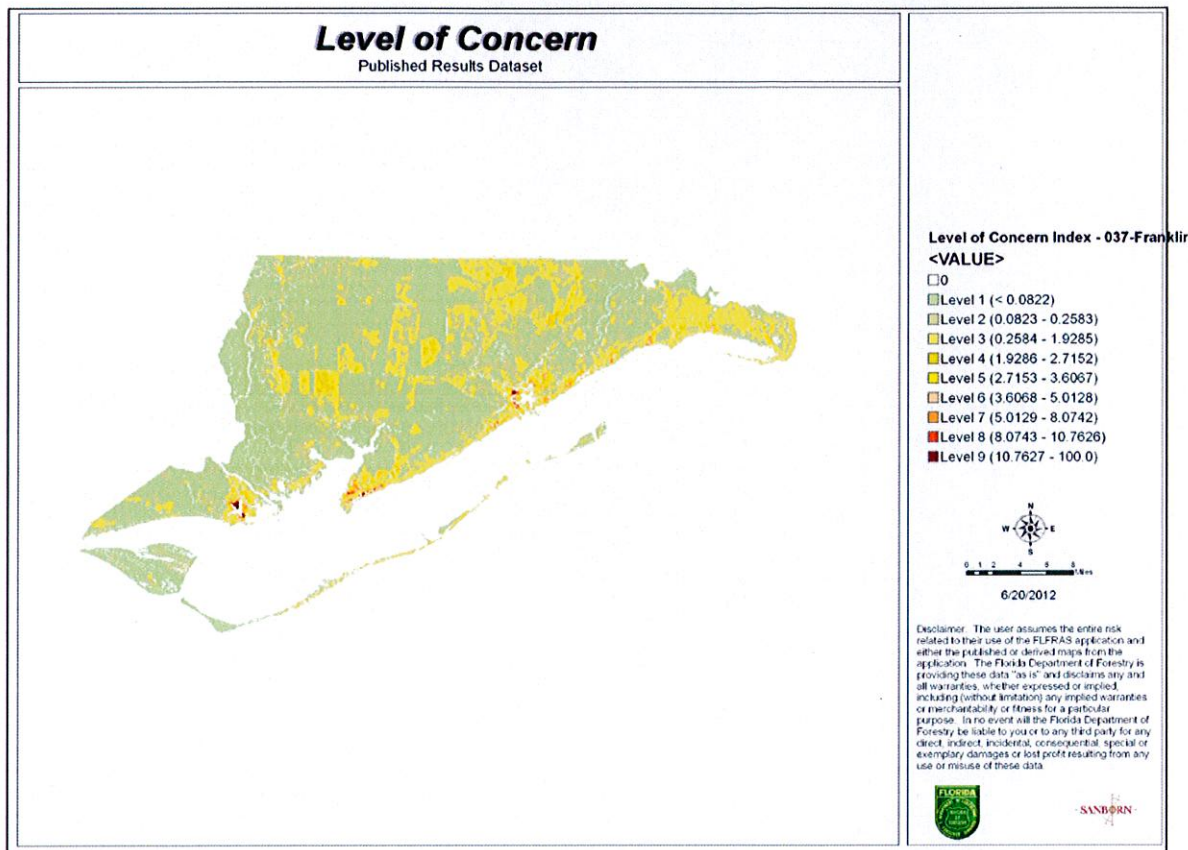 Level of Concern
Published Results Dataset
Level of Concern Index - 037-Franklin
<VALUE>
0
Level 1 (< 0.0822)
Level 2 (0.0823 - 0.2583)
Level 3 (0.2584 - 1.9285)
Level 4 (1.9286 - 2.7152)
Level 5 (2.7153 - 3.6067)
Level 6 (3.6068 - 5.0128)
Level 7 (5.0129 - 8.0742)
Level 8 (8.0743 - 10.7626)
Level 9 (10.7627 - 100.0)
N
W E
S
0 1 2 4 6 8
Miles
6/20/2012
Disclaimer: The user assumes the entire risk
related to their use of the FLFRAS application and
either the published or derived maps from the
application. The Florida Department of Forestry is
providing these data "as is" and disclaims any and
all warranties, whether expressed or implied,
including (without limitation) any implied warranties
or merchantability or fitness for a particular
purpose. In no event will the Florida Department of
Forestry be liable to you or to any third party for any
direct, indirect, incidental, consequential, special or
exemplary damages or lost profit resulting from any
use or misuse of these data.
FLORIDA
SANBORN